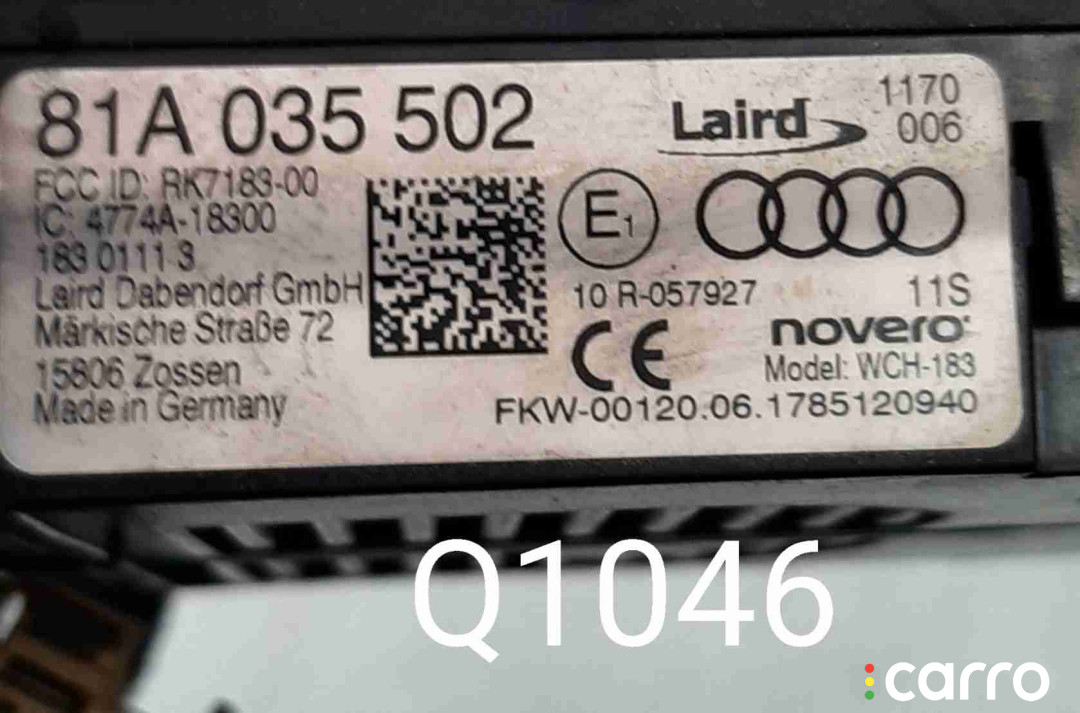 81A 035 502
FCC ID: RK7183-00
IC: 4774A-18300
183 0111 3
Laird Dabendorf GmbH
Märkische Straße 72
15806 Zossen
Made in Germany
Laird
1170
006
E1
10 R-057927
11S
CE
novero
Model: WCH-183
FKW-00120.06.1785120940
Q1046
carro